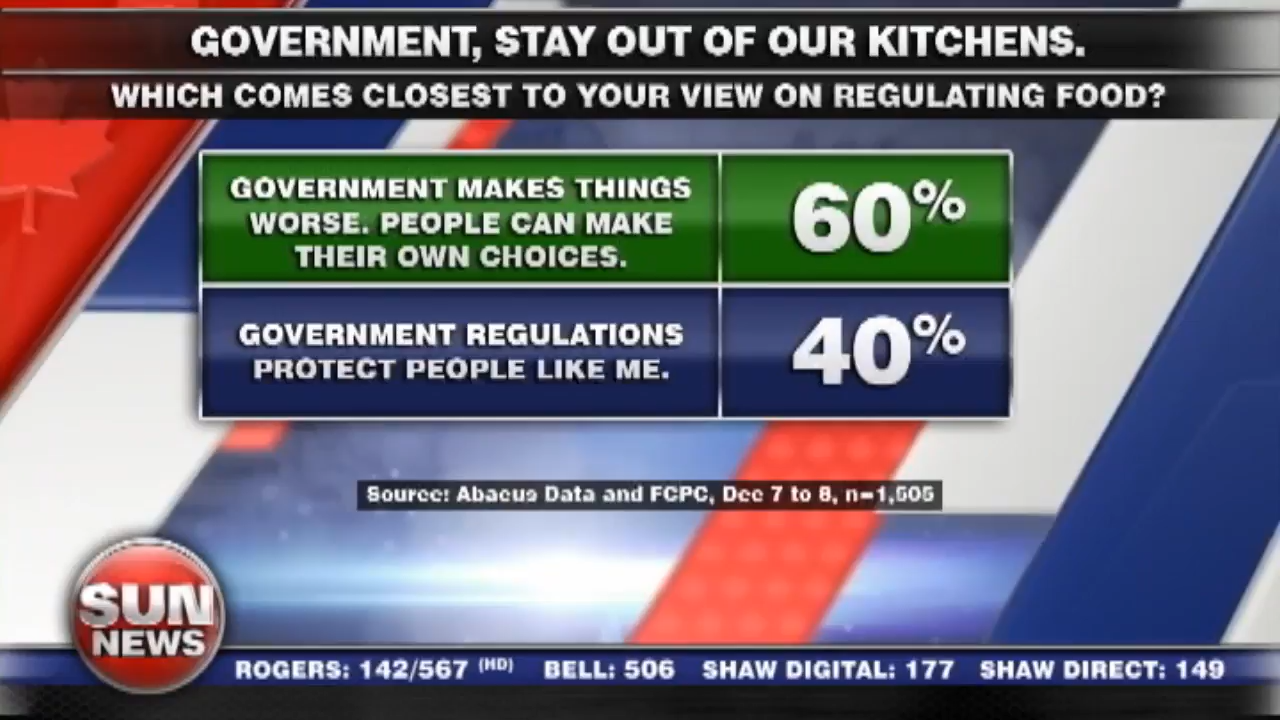 GOVERNMENT, STAY OUT OF OUR KITCHENS.
WHICH COMES CLOSEST TO YOUR VIEW ON REGULATING FOOD?
GOVERNMENT MAKES THINGS
WORSE. PEOPLE CAN MAKE
THEIR OWN CHOICES.
60%
GOVERNMENT REGULATIONS
PROTECT PEOPLE LIKE ME.
40%
Source: Abacus Data and FCPC, Dec 7 to 8, n=1,505
SUN
NEWS
ROGERS: 142/567 (HD) BELL: 506 SHAW DIGITAL: 177 SHAW DIRECT: 149